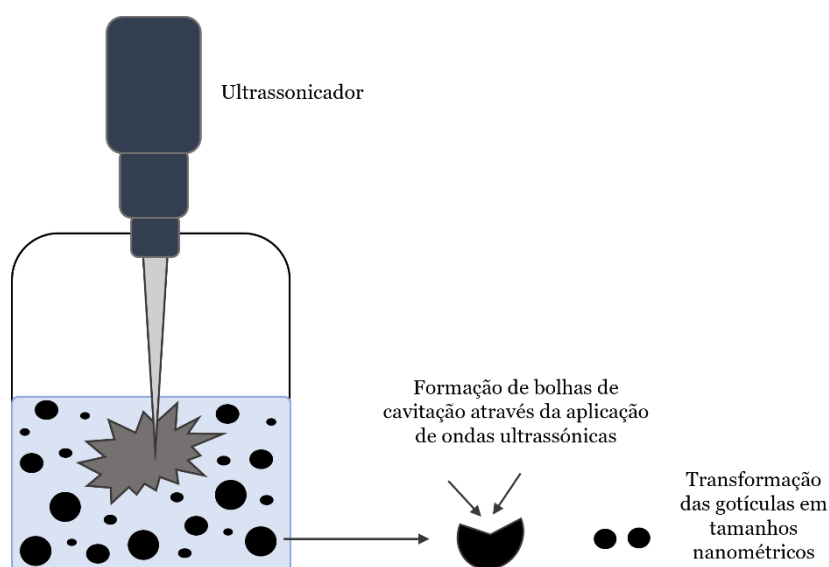 Ultrassonicador
Formação de bolhas de
cavitação através da aplicação
de ondas ultrassónicas
Transformação
das gotículas em
tamanhos
nanométricos